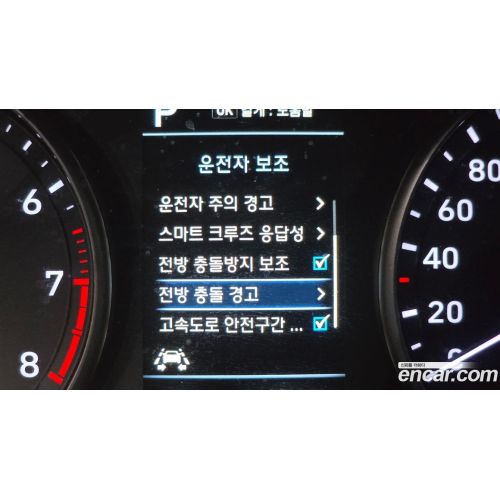 P
OK
운전자 보조
운전자 주의 경고
스마트 크루즈 응답성
전방 충돌방지 보조
전방 충돌 경고
고속도로 안전구간 ...
6
7
8
80
60
40
20
0
encar.com